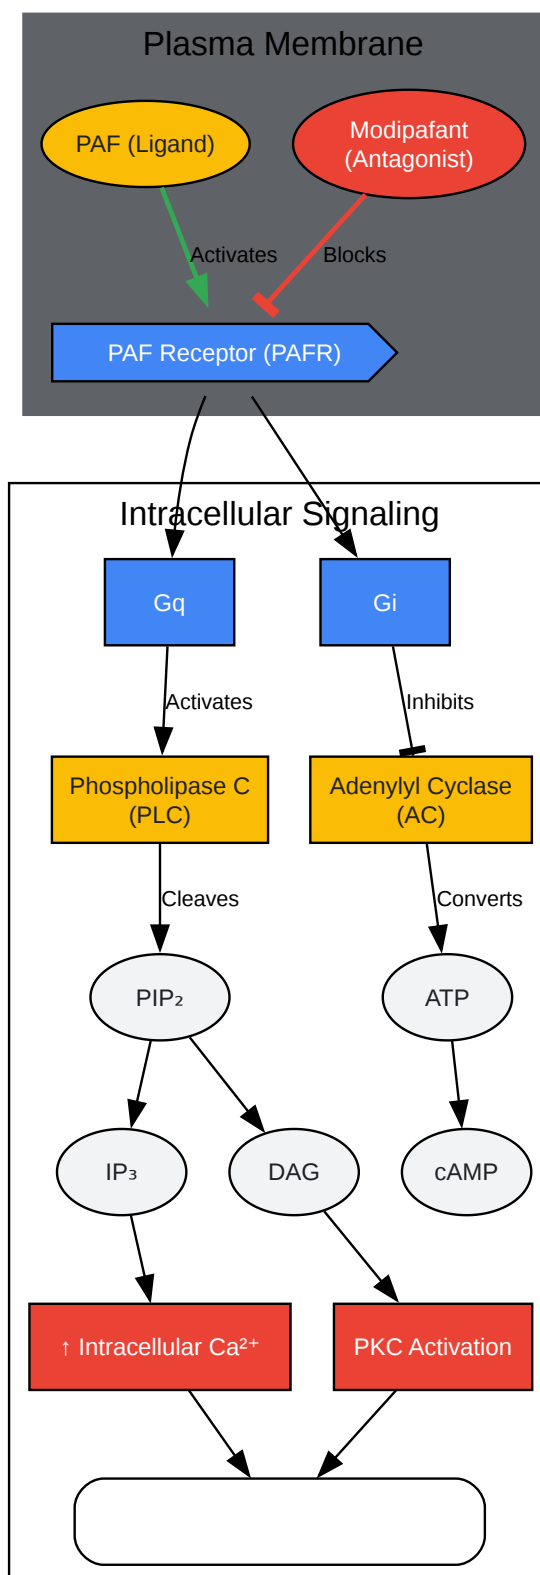 Plasma Membrane
PAF (Ligand)
Modipafant
(Antagonist)
Activates
Blocks
PAF Receptor (PAFR)
Intracellular Signaling
Gq
Gi
Activates
Inhibits
Phospholipase C
(PLC)
Adenylyl Cyclase
(AC)
Cleaves
Converts
PIP₂
ATP
IP₃
DAG
cAMP
↑ Intracellular Ca²⁺
PKC Activation